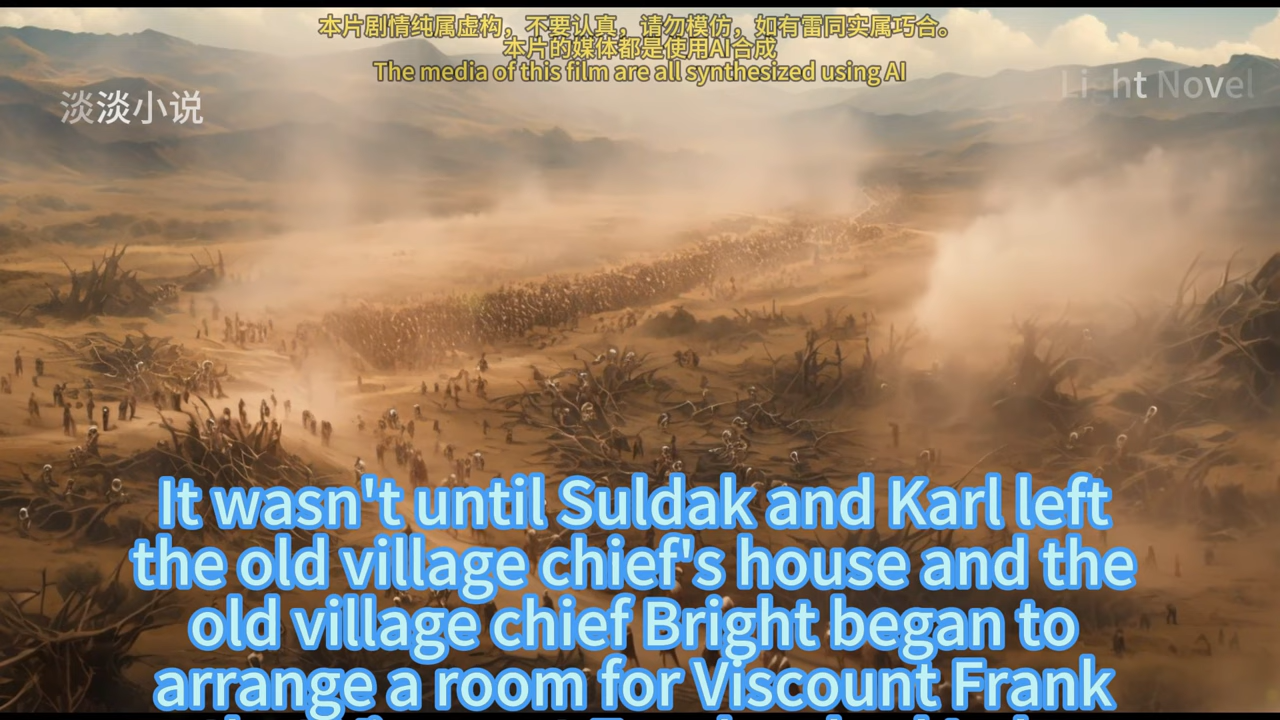 本片剧情纯属虚构，不要认真，请勿模仿，如有雷同实属巧合。
本片的媒体都是使用AI合成
The media of this film are all synthesized using AI
淡淡小说
Light Novel
It wasn't until Suldak and Karl left
the old village chief's house and the
old village chief Bright began to
arrange a room for Viscount Frank